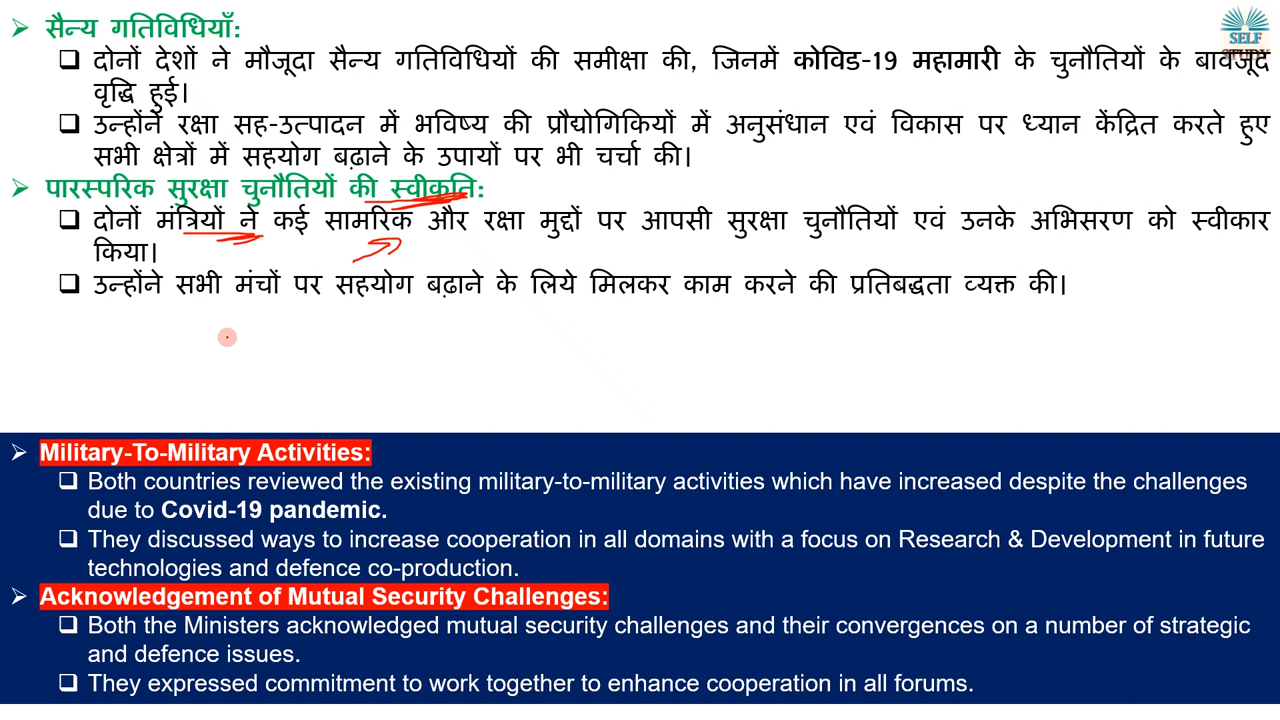 ➢ सैन्य गतिविधियाँ:
❑ दोनों देशों ने मौजूदा सैन्य गतिविधियों की समीक्षा की, जिनमें कोविड-19 महामारी के चुनौतियों के बावजूद
वृद्धि हुई।
❑ उन्होंने रक्षा सह-उत्पादन में भविष्य की प्रौद्योगिकियों में अनुसंधान एवं विकास पर ध्यान केंद्रित करते हुए
सभी क्षेत्रों में सहयोग बढ़ाने के उपायों पर भी चर्चा की।
➢ पारस्परिक सुरक्षा चुनौतियों की स्वीकृति:
❑ दोनों मंत्रियों ने कई सामरिक और रक्षा मुद्दों पर आपसी सुरक्षा चुनौतियों एवं उनके अभिसरण को स्वीकार
किया।
❑ उन्होंने सभी मंचों पर सहयोग बढ़ाने के लिये मिलकर काम करने की प्रतिबद्धता व्यक्त की।
SELF
STUDY
➢ Military-To-Military Activities:
❑ Both countries reviewed the existing military-to-military activities which have increased despite the challenges
due to Covid-19 pandemic.
❑ They discussed ways to increase cooperation in all domains with a focus on Research & Development in future
technologies and defence co-production.
➢ Acknowledgement of Mutual Security Challenges:
❑ Both the Ministers acknowledged mutual security challenges and their convergences on a number of strategic
and defence issues.
❑ They expressed commitment to work together to enhance cooperation in all forums.